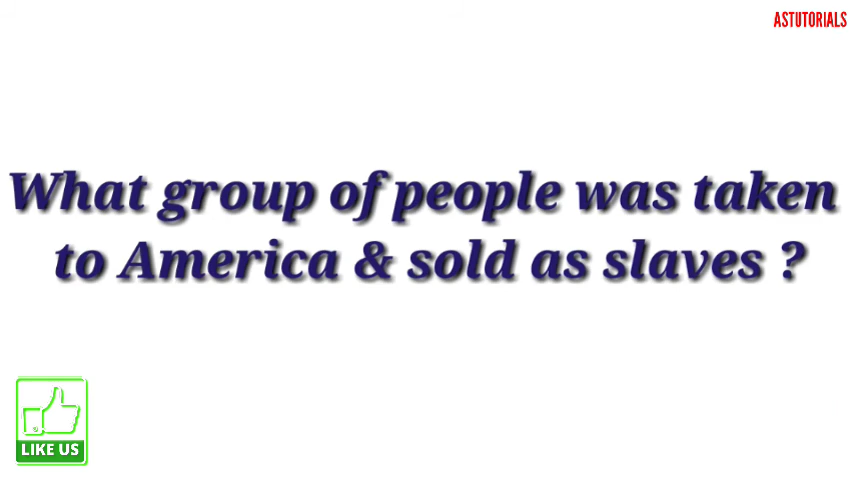 ASTUTORIALS
What group of people was taken
to America & sold as slaves ?
LIKE US